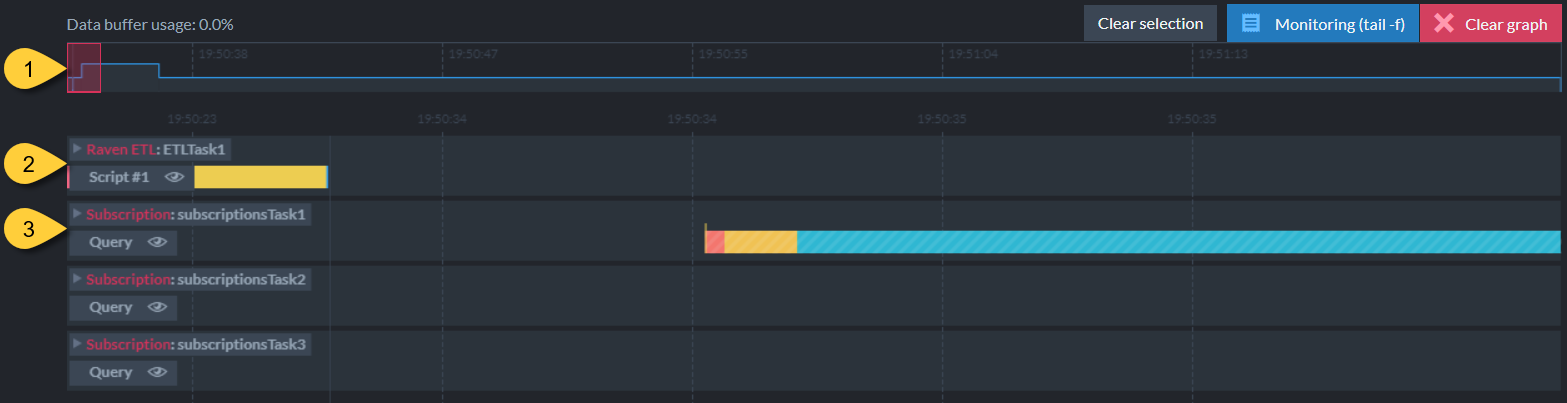 Data buffer usage: 0.0%
Clear selection
Monitoring (tail -f)
Clear graph
1
19:50:38 19:50:47 19:50:55 19:51:04 19:51:13
19:50:23 19:50:34 19:50:34 19:50:35 19:50:35
2
Raven ETL: ETLTask1
Script #1
3
Subscription: subscriptionsTask1
Query
Subscription: subscriptionsTask2
Query
Subscription: subscriptionsTask3
Query